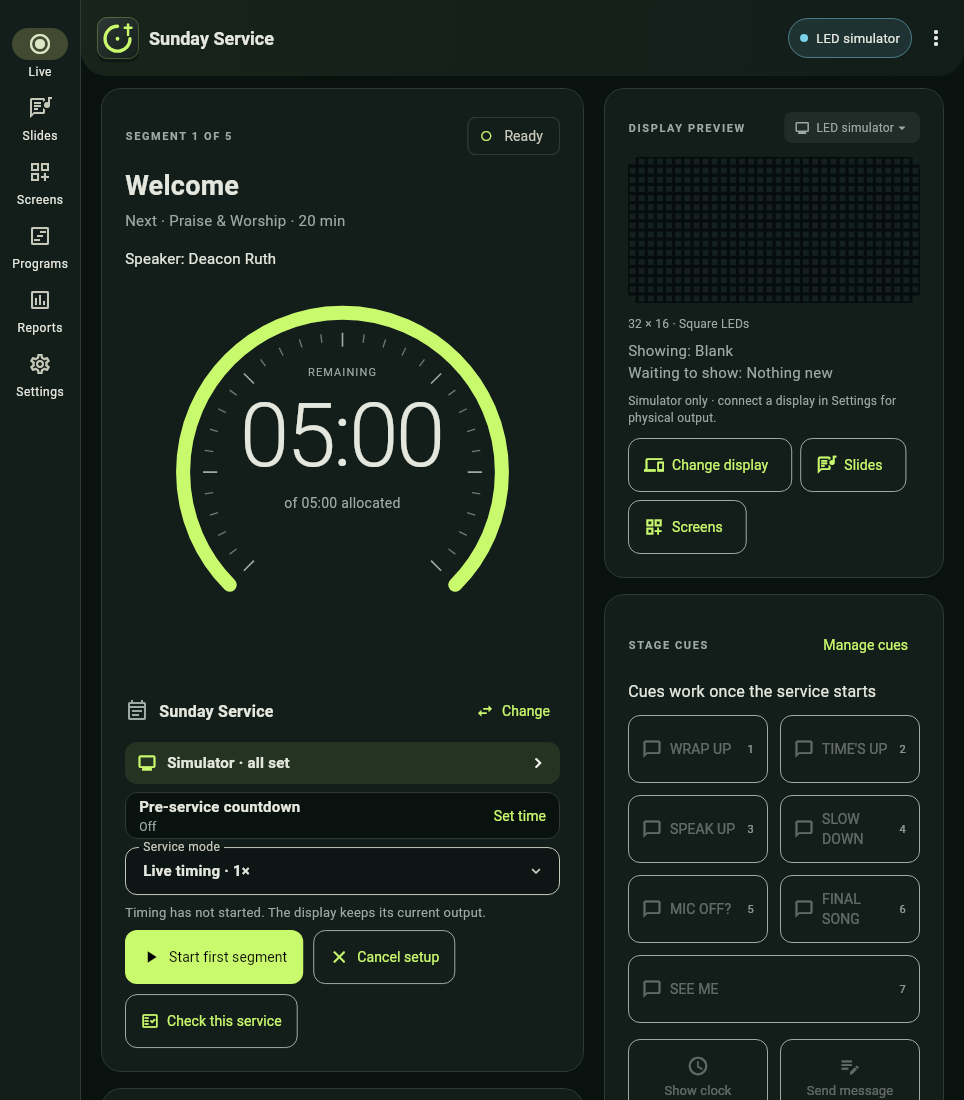 Live
Slides
Screens
Programs
Reports
Settings
Sunday Service
LED simulator
SEGMENT 1 OF 5
Ready
Welcome
Next · Praise & Worship · 20 min
Speaker: Deacon Ruth
REMAINING
05:00
of 05:00 allocated
Sunday Service
Change
Simulator · all set
Pre-service countdown
Off
Set time
Service mode
Live timing · 1×
Timing has not started. The display keeps its current output.
Start first segment
Cancel setup
Check this service
DISPLAY PREVIEW
LED simulator
32 × 16 · Square LEDs
Showing: Blank
Waiting to show: Nothing new
Simulator only · connect a display in Settings for
physical output.
Change display
Slides
Screens
STAGE CUES
Manage cues
Cues work once the service starts
WRAP UP 1
TIME'S UP 2
SPEAK UP 3
SLOW
DOWN 4
MIC OFF? 5
FINAL
SONG 6
SEE ME 7
Show clock
Send message